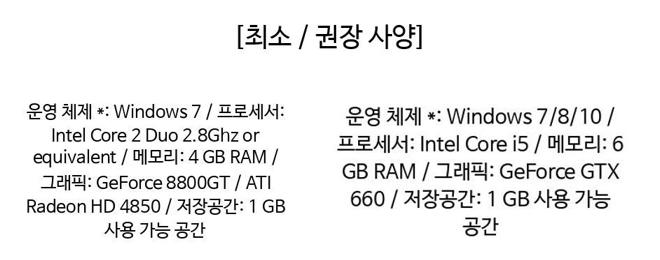 [최소 / 권장 사양]
운영 체제 *: Windows 7 / 프로세서:
Intel Core 2 Duo 2.8Ghz or
equivalent / 메모리: 4 GB RAM /
그래픽: GeForce 8800GT / ATI
Radeon HD 4850 / 저장공간: 1 GB
사용 가능 공간
운영 체제 *: Windows 7/8/10 /
프로세서: Intel Core i5 / 메모리: 6
GB RAM / 그래픽: GeForce GTX
660 / 저장공간: 1 GB 사용 가능
공간